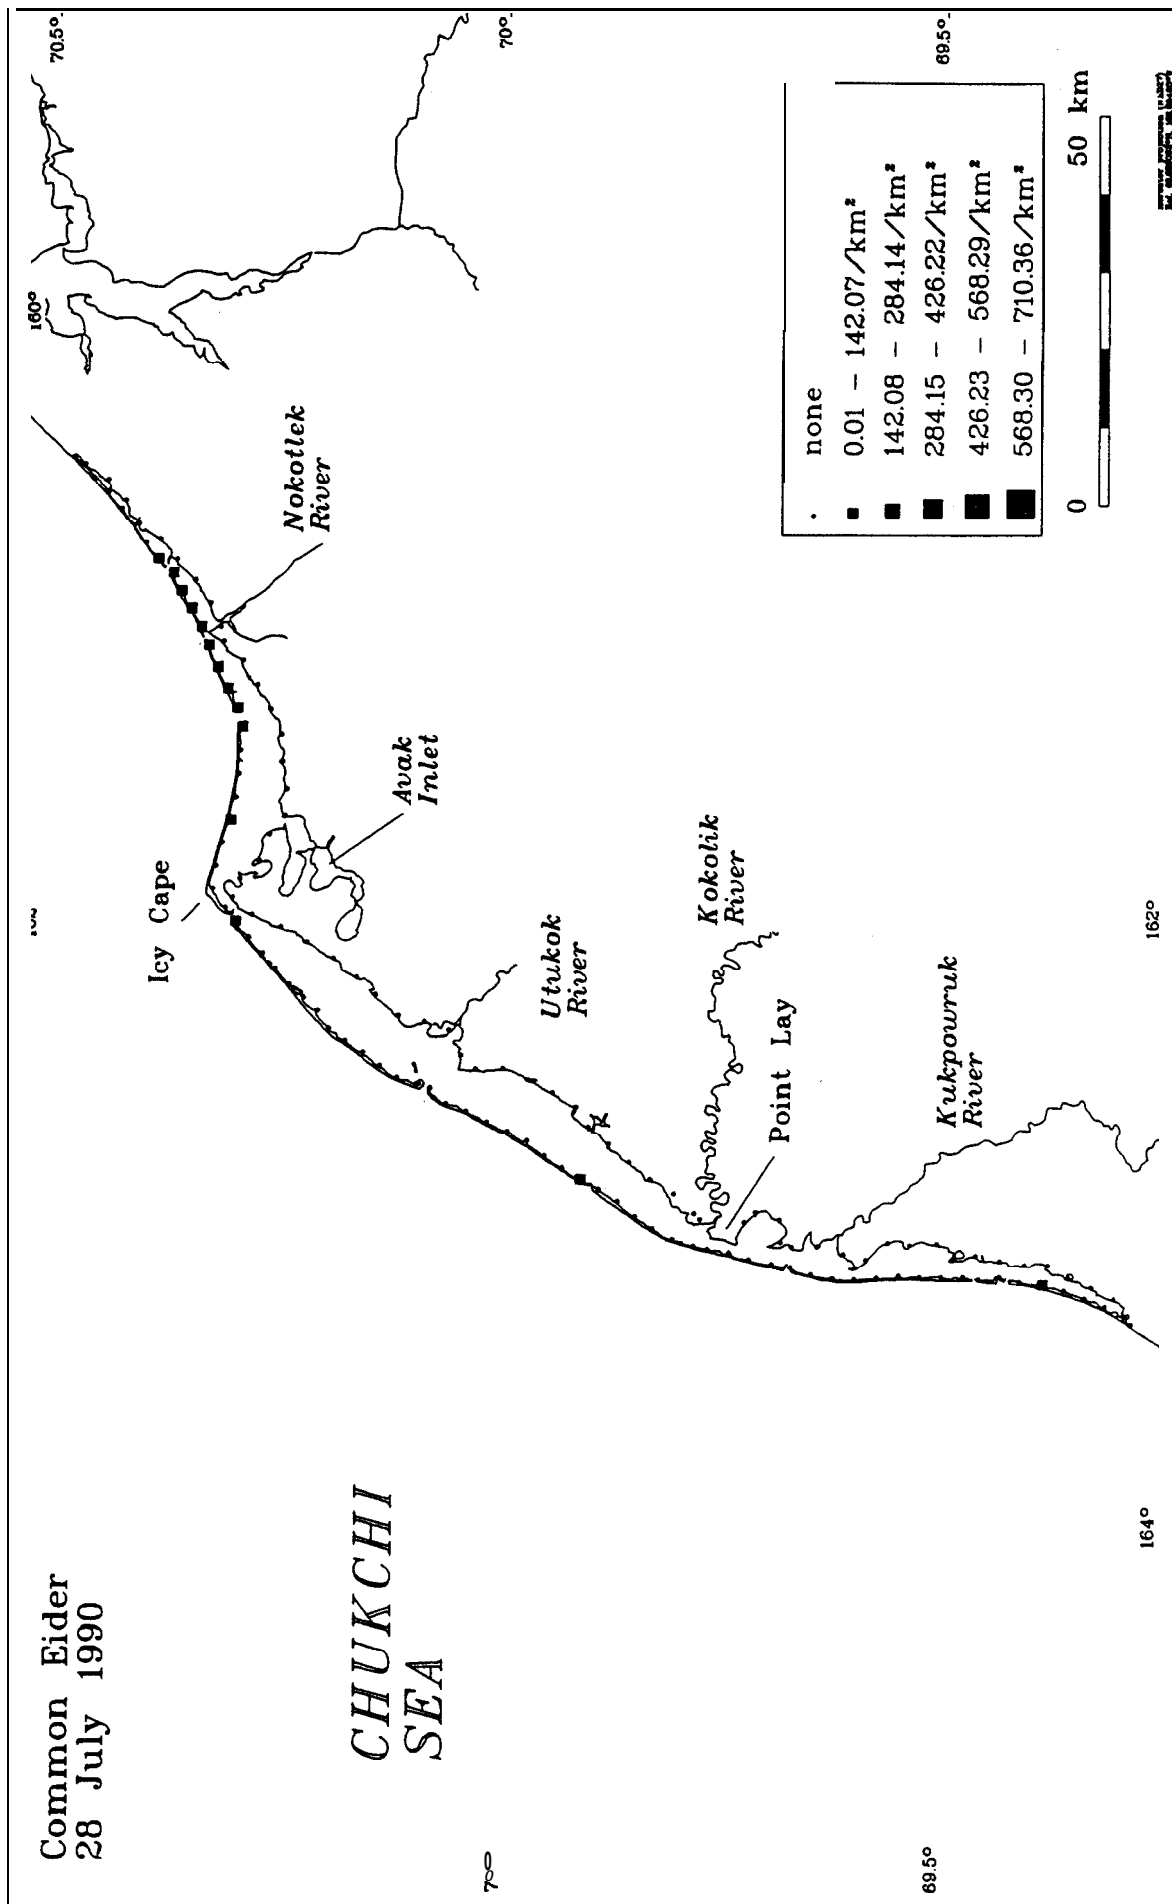 Common Eider
28 July 1990
CHUKCHI
SEA
Icy Cape
Nokotlek
River
Avak
Inlet
Utukok
River
Kokolik
River
Point Lay
Kukpowruk
River
70.5°
70°
69.5°
160°
162°
164°
70
69.5°
none
0.01 – 142.07/km²
142.08 – 284.14/km²
284.15 – 426.22/km²
426.23 – 568.29/km²
568.30 – 710.36/km²
0 50 km